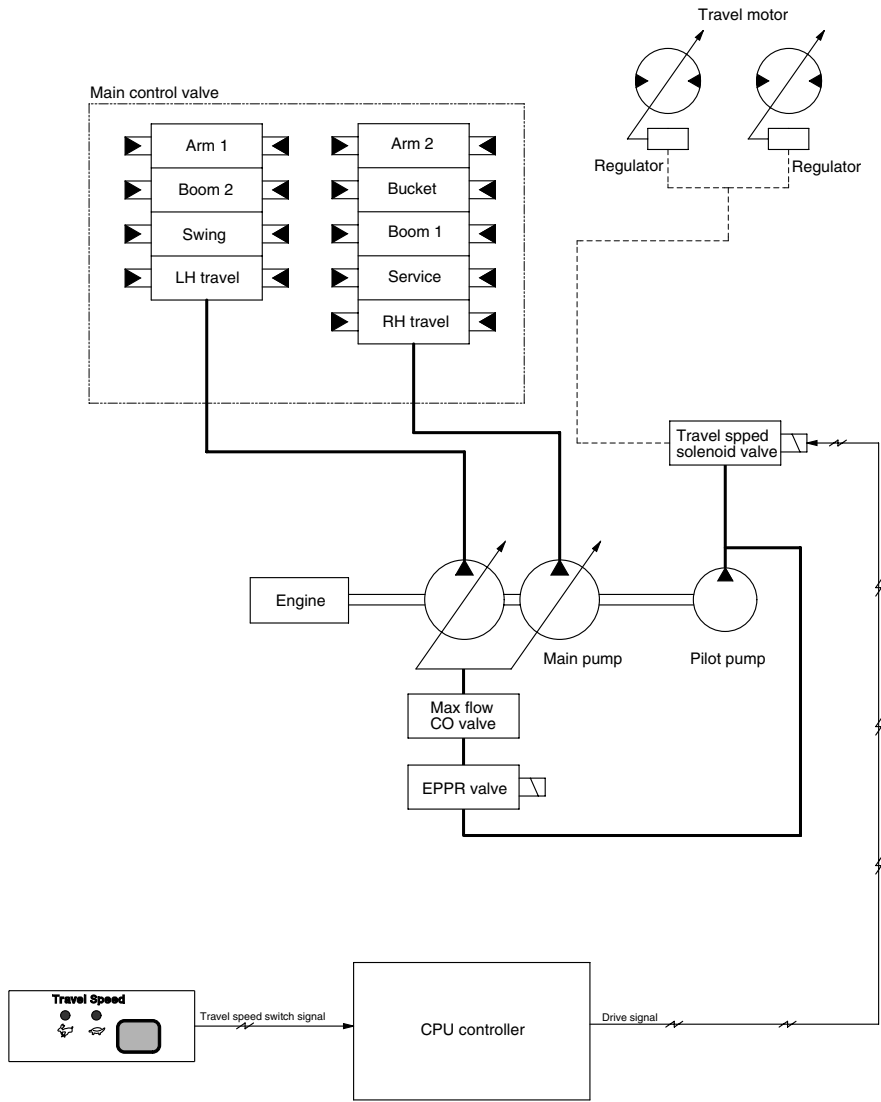 Travel motor
Main control valve
Arm 1
Boom 2
Swing
LH travel
Arm 2
Bucket
Boom 1
Service
RH travel
Regulator
Regulator
Travel spped
solenoid valve
Engine
Main pump
Pilot pump
Max flow
CO valve
EPPR valve
Travel Speed
Travel speed switch signal
CPU controller
Drive signal